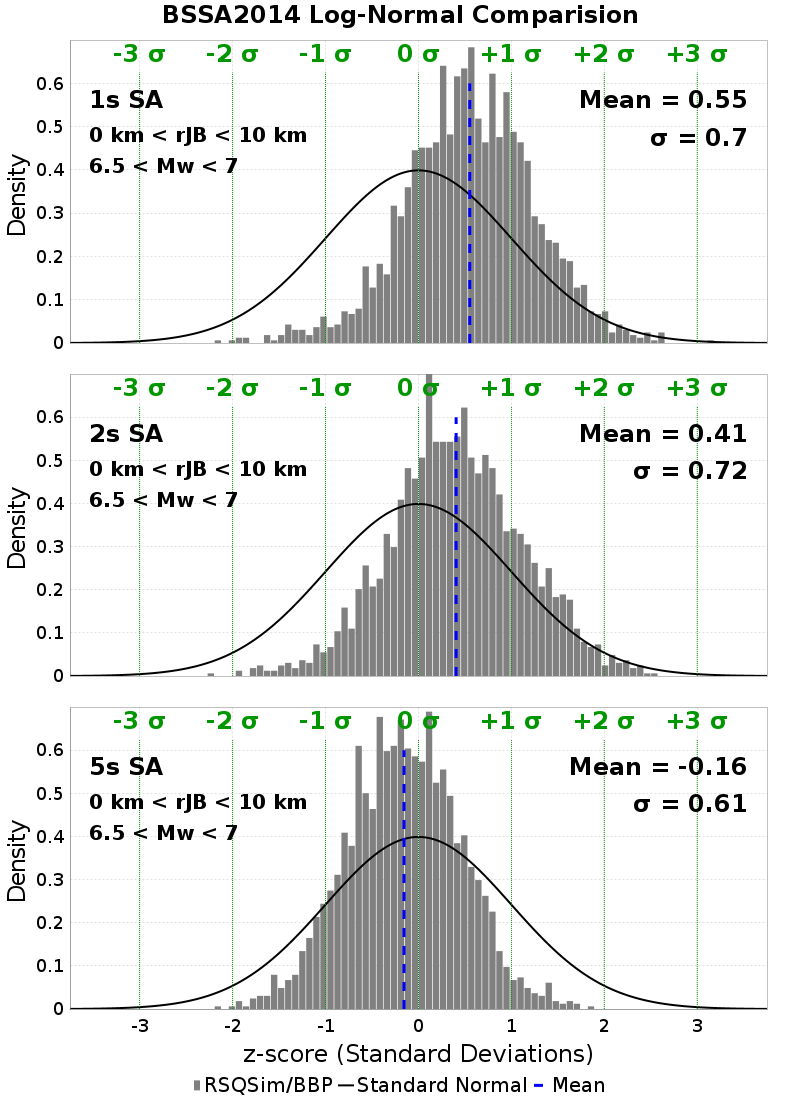 BSSA2014 Log-Normal Comparision
-3 σ -2 σ -1 σ 0 σ +1 σ +2 σ +3 σ
1s SA Mean = 0.55
0 km < rJB < 10 km σ = 0.7
6.5 < Mw < 7
Density
0.6
0.5
0.4
0.3
0.2
0.1
0
-3 σ -2 σ -1 σ 0 σ +1 σ +2 σ +3 σ
2s SA Mean = 0.41
0 km < rJB < 10 km σ = 0.72
6.5 < Mw < 7
Density
0.6
0.5
0.4
0.3
0.2
0.1
0
-3 σ -2 σ -1 σ 0 σ +1 σ +2 σ +3 σ
5s SA Mean = -0.16
0 km < rJB < 10 km σ = 0.61
6.5 < Mw < 7
Density
0.6
0.5
0.4
0.3
0.2
0.1
0
-3 -2 -1 0 1 2 3
z-score (Standard Deviations)
RSQSim/BBP Standard Normal Mean